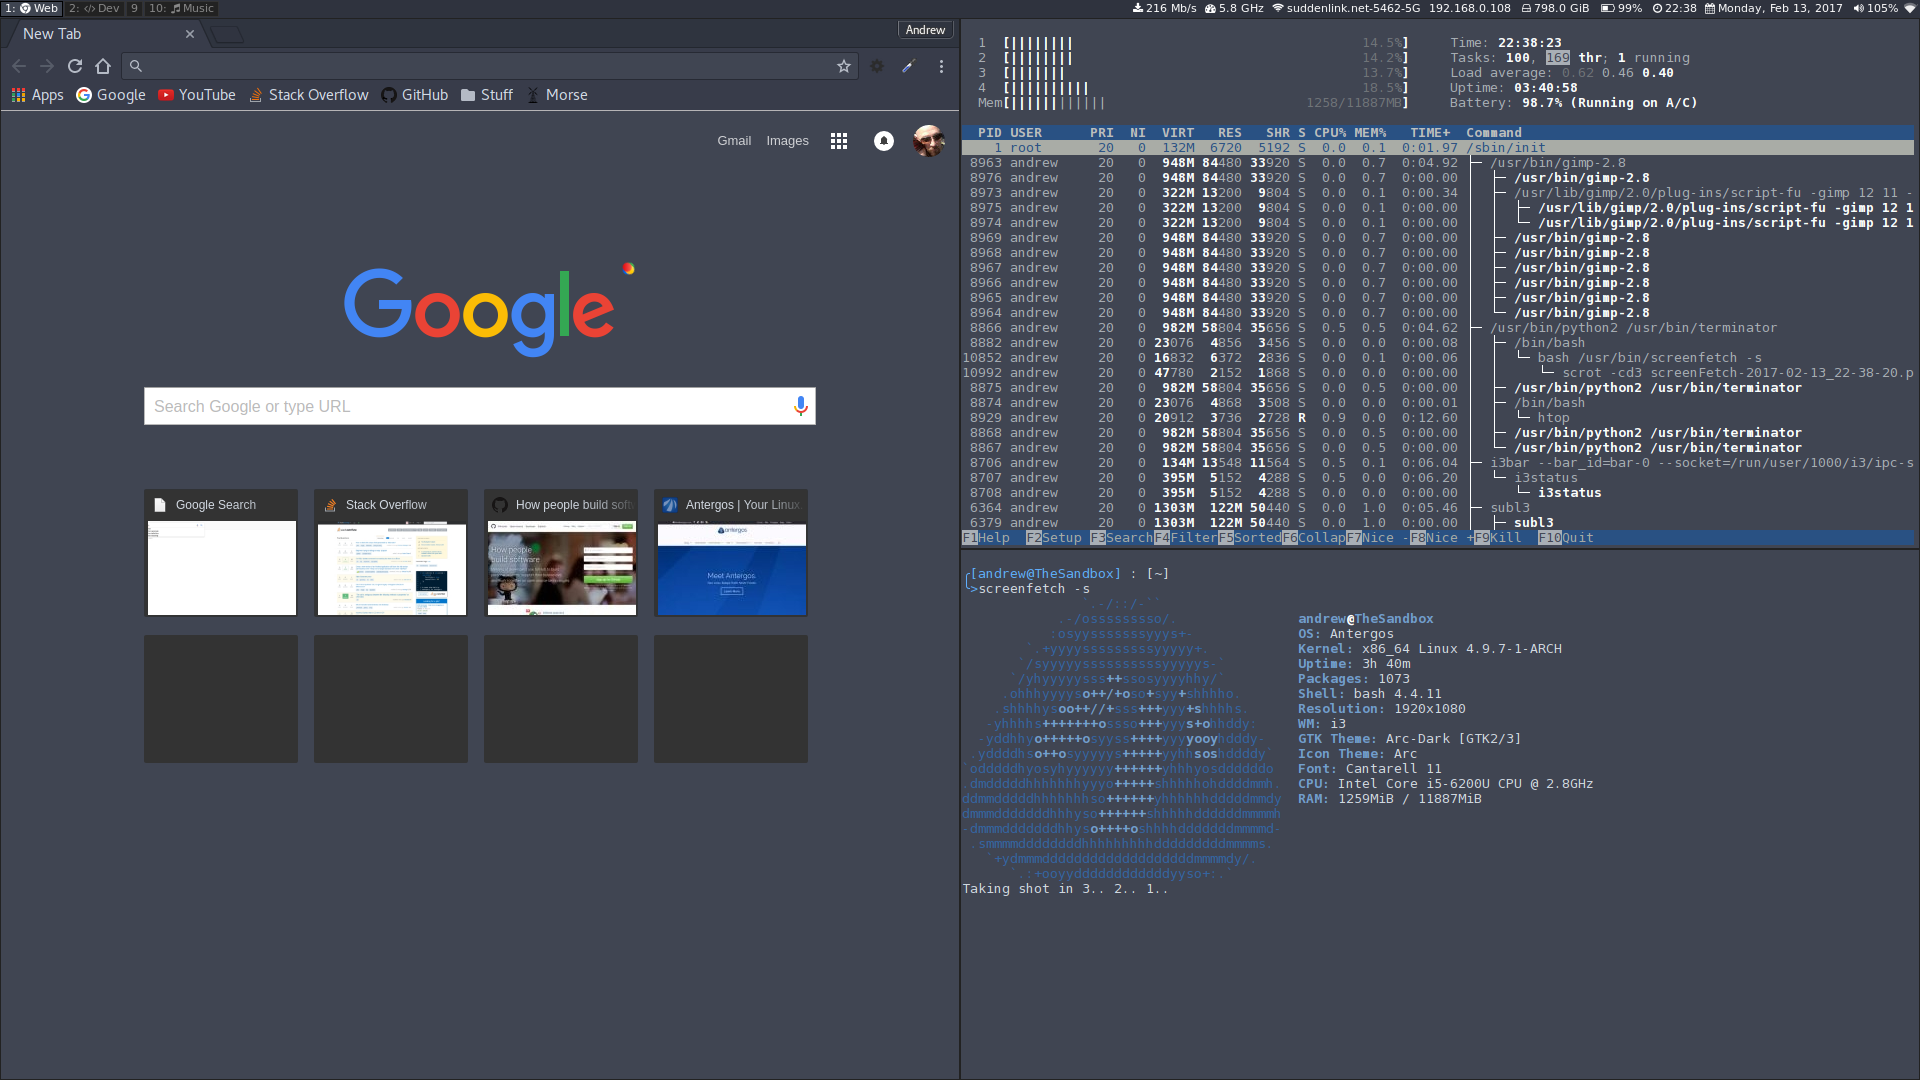 1: Web 2: </> Dev 9 10: Music
216 Mb/s 5.8 GHz suddenlink.net-5462-5G 192.168.0.108 798.0 GiB 99% 22:38 Monday, Feb 13, 2017 105%
New Tab
Andrew
Apps Google YouTube Stack Overflow GitHub Stuff Morse
Gmail Images
Google
Search Google or type URL
Google Search
Stack Overflow
How people build soft
Antergos | Your Linux
How people
build software
antergos
Meet Antergos
1 [|||||||| 14.5%] Time: 22:38:23
2 [|||||||| 14.2%] Tasks: 100, 169 thr; 1 running
3 [||||||| 13.7%] Load average: 0.62 0.46 0.40
4 [|||||||||| 18.5%] Uptime: 03:40:58
Mem[|||||||||||| 1258/11887MB] Battery: 98.7% (Running on A/C)
PID USER PRI NI VIRT RES SHR S CPU% MEM% TIME+ Command
1 root 20 0 132M 6720 5192 S 0.0 0.1 0:01.97 /sbin/init
8963 andrew 20 0 948M 84480 33920 S 0.0 0.7 0:04.92 ├─ /usr/bin/gimp-2.8
8976 andrew 20 0 948M 84480 33920 S 0.0 0.7 0:00.00 │ ├─ /usr/bin/gimp-2.8
8973 andrew 20 0 322M 13200 9804 S 0.0 0.1 0:00.34 │ ├─ /usr/lib/gimp/2.0/plug-ins/script-fu -gimp 12 11 -
8975 andrew 20 0 322M 13200 9804 S 0.0 0.1 0:00.00 │ │ ├─ /usr/lib/gimp/2.0/plug-ins/script-fu -gimp 12 1
8974 andrew 20 0 322M 13200 9804 S 0.0 0.1 0:00.00 │ │ └─ /usr/lib/gimp/2.0/plug-ins/script-fu -gimp 12 1
8969 andrew 20 0 948M 84480 33920 S 0.0 0.7 0:00.00 │ ├─ /usr/bin/gimp-2.8
8968 andrew 20 0 948M 84480 33920 S 0.0 0.7 0:00.00 │ ├─ /usr/bin/gimp-2.8
8967 andrew 20 0 948M 84480 33920 S 0.0 0.7 0:00.00 │ ├─ /usr/bin/gimp-2.8
8966 andrew 20 0 948M 84480 33920 S 0.0 0.7 0:00.00 │ ├─ /usr/bin/gimp-2.8
8965 andrew 20 0 948M 84480 33920 S 0.0 0.7 0:00.00 │ ├─ /usr/bin/gimp-2.8
8964 andrew 20 0 948M 84480 33920 S 0.0 0.7 0:00.00 │ └─ /usr/bin/gimp-2.8
8866 andrew 20 0 982M 58804 35656 S 0.5 0.5 0:04.62 ├─ /usr/bin/python2 /usr/bin/terminator
8882 andrew 20 0 23076 4856 3456 S 0.0 0.0 0:00.08 │ ├─ /bin/bash
10852 andrew 20 0 16832 6372 2836 S 0.0 0.1 0:00.06 │ │ └─ bash /usr/bin/screenfetch -s
10992 andrew 20 0 47780 2152 1868 S 0.0 0.0 0:00.00 │ │ └─ scrot -cd3 screenFetch-2017-02-13_22-38-20.p
8875 andrew 20 0 982M 58804 35656 S 0.0 0.5 0:00.00 │ ├─ /usr/bin/python2 /usr/bin/terminator
8874 andrew 20 0 23076 4868 3508 S 0.0 0.0 0:00.01 │ ├─ /bin/bash
8929 andrew 20 0 20912 3736 2728 R 0.9 0.0 0:12.60 │ │ └─ htop
8868 andrew 20 0 982M 58804 35656 S 0.0 0.5 0:00.00 │ ├─ /usr/bin/python2 /usr/bin/terminator
8867 andrew 20 0 982M 58804 35656 S 0.0 0.5 0:00.00 │ └─ /usr/bin/python2 /usr/bin/terminator
8706 andrew 20 0 134M 13548 11564 S 0.5 0.1 0:06.04 ├─ i3bar --bar_id=bar-0 --socket=/run/user/1000/i3/ipc-s
8707 andrew 20 0 395M 5152 4288 S 0.5 0.0 0:06.20 │ └─ i3status
8708 andrew 20 0 395M 5152 4288 S 0.0 0.0 0:00.00 │ └─ i3status
6364 andrew 20 0 1303M 122M 50440 S 0.0 1.0 0:05.46 ├─ subl3
6379 andrew 20 0 1303M 122M 50440 S 0.0 1.0 0:00.00 │ ├─ subl3
F1Help F2Setup F3SearchF4FilterF5SortedF6CollapF7Nice -F8Nice +F9Kill F10Quit
[andrew@TheSandbox] : [~]
>screenfetch -s
andrew@TheSandbox
OS: Antergos
Kernel: x86_64 Linux 4.9.7-1-ARCH
Uptime: 3h 40m
Packages: 1073
Shell: bash 4.4.11
Resolution: 1920x1080
WM: i3
GTK Theme: Arc-Dark [GTK2/3]
Icon Theme: Arc
Font: Cantarell 11
CPU: Intel Core i5-6200U CPU @ 2.8GHz
RAM: 1259MiB / 11887MiB
Taking shot in 3.. 2.. 1..